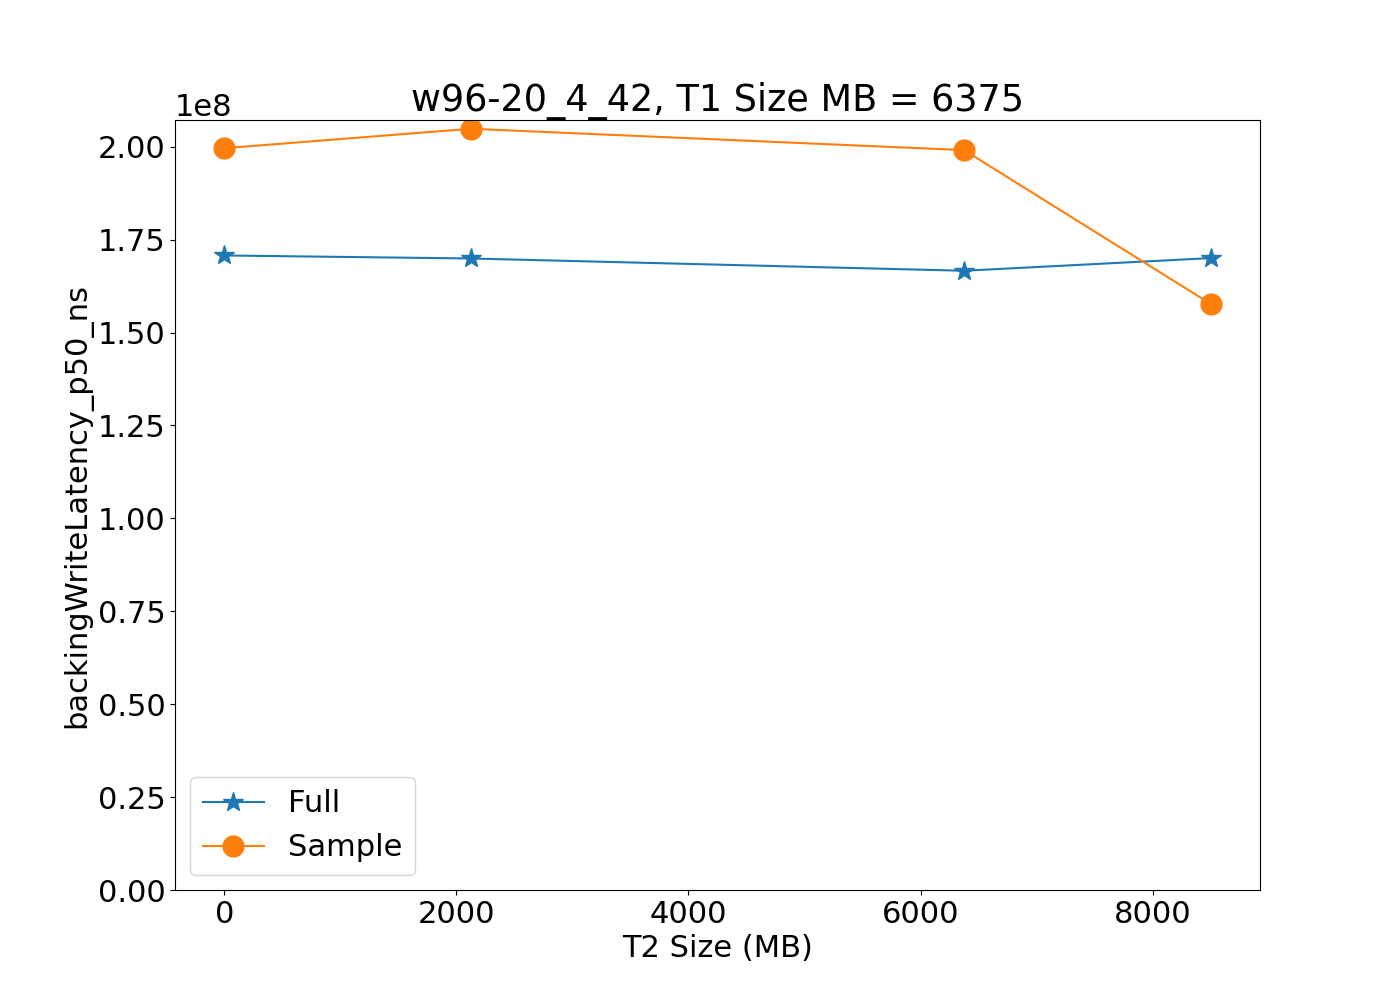 w96-20_4_42, T1 Size MB = 6375
1e8
2.00
1.75
1.50
1.25
1.00
0.75
0.50
0.25
0.00
backingWriteLatency_p50_ns
Full
Sample
0 2000 4000 6000 8000
T2 Size (MB)